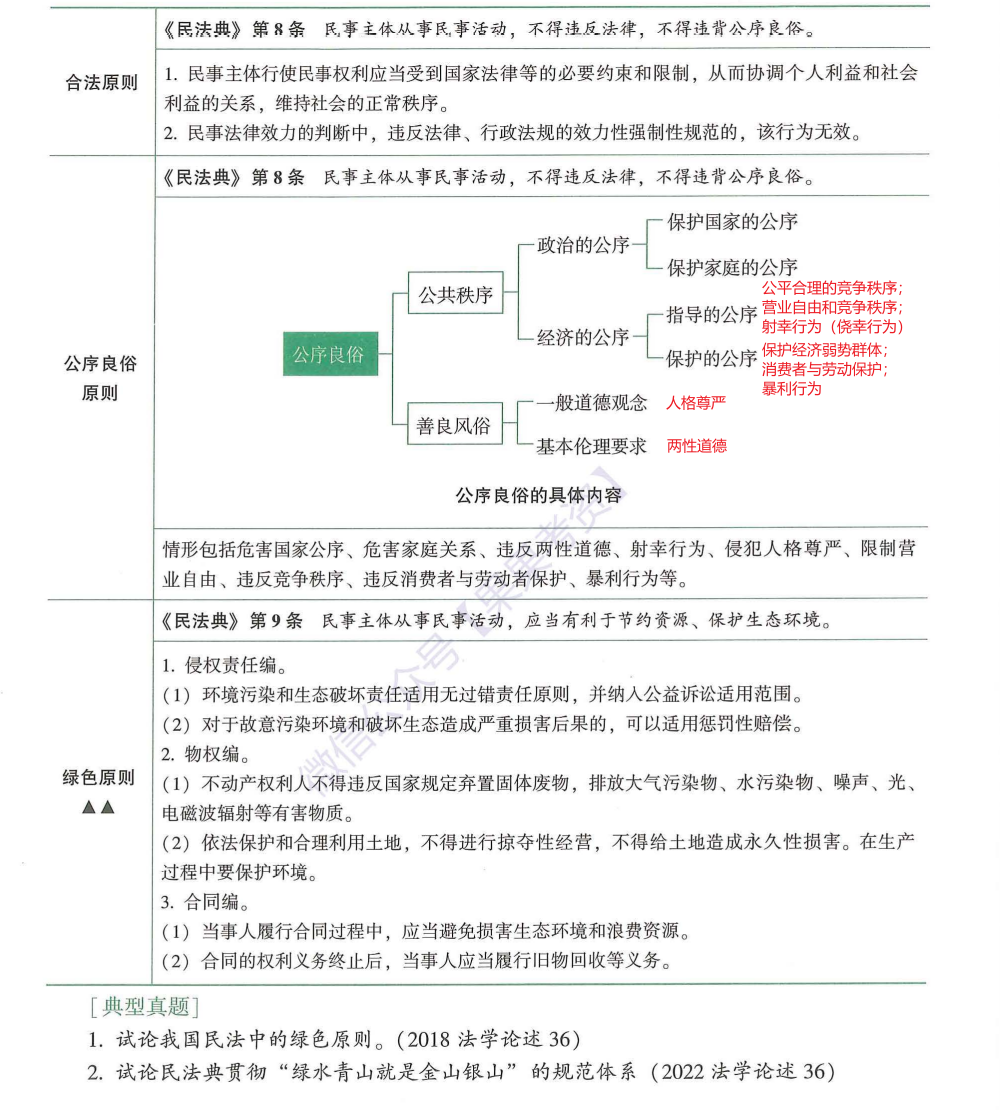 《民法典》第8条 民事主体从事民事活动，不得违反法律，不得违背公序良俗。
合法原则
1. 民事主体行使民事权利应当受到国家法律等的必要约束和限制，从而协调个人利益和社会
利益的关系，维持社会的正常秩序。
2. 民事法律效力的判断中，违反法律、行政法规的效力性强制性规范的，该行为无效。
《民法典》第8条 民事主体从事民事活动，不得违反法律，不得违背公序良俗。
公序良俗
原则
公序良俗
公共秩序
政治的公序
保护国家的公序
保护家庭的公序
经济的公序
指导的公序
公平合理的竞争秩序；
营业自由和竞争秩序；
射幸行为（侥幸行为）
保护的公序
保护经济弱势群体；
消费者与劳动保护；
暴利行为
善良风俗
一般道德观念
人格尊严
基本伦理要求
两性道德
公序良俗的具体内容
情形包括危害国家公序、危害家庭关系、违反两性道德、射幸行为、侵犯人格尊严、限制营
业自由、违反竞争秩序、违反消费者与劳动者保护、暴利行为等。
《民法典》第9条 民事主体从事民事活动，应当有利于节约资源、保护生态环境。
绿色原则
▲▲
1. 侵权责任编。
（1）环境污染和生态破坏责任适用无过错责任原则，并纳入公益诉讼适用范围。
（2）对于故意污染环境和破坏生态造成严重损害后果的，可以适用惩罚性赔偿。
2. 物权编。
（1）不动产权利人不得违反国家规定弃置固体废物，排放大气污染物、水污染物、噪声、光、
电磁波辐射等有害物质。
（2）依法保护和合理利用土地，不得进行掠夺性经营，不得给土地造成永久性损害。在生产
过程中要保护环境。
3. 合同编。
（1）当事人履行合同过程中，应当避免损害生态环境和浪费资源。
（2）合同的权利义务终止后，当事人应当履行旧物回收等义务。
微信公众号【果果考资】
［典型真题］
1. 试论我国民法中的绿色原则。（2018 法学论述 36）
2. 试论民法典贯彻“绿水青山就是金山银山”的规范体系（2022 法学论述 36）